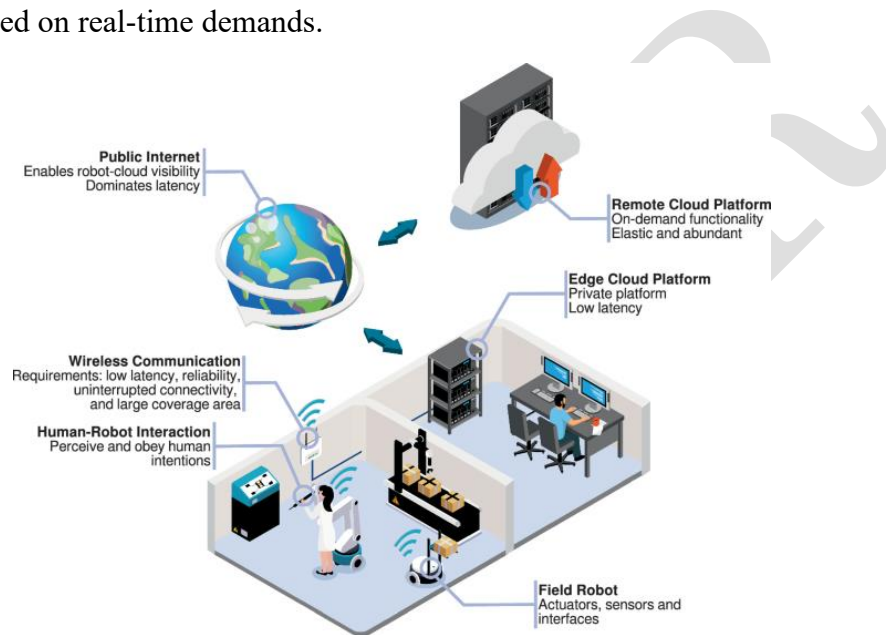 ed on real-time demands.
Public Internet
Enables robot-cloud visibility
Dominates latency
Remote Cloud Platform
On-demand functionality
Elastic and abundant
Edge Cloud Platform
Private platform
Low latency
Wireless Communication
Requirements: low latency, reliability,
uninterrupted connectivity,
and large coverage area
Human-Robot Interaction
Perceive and obey human
intentions
Field Robot
Actuators, sensors and
interfaces